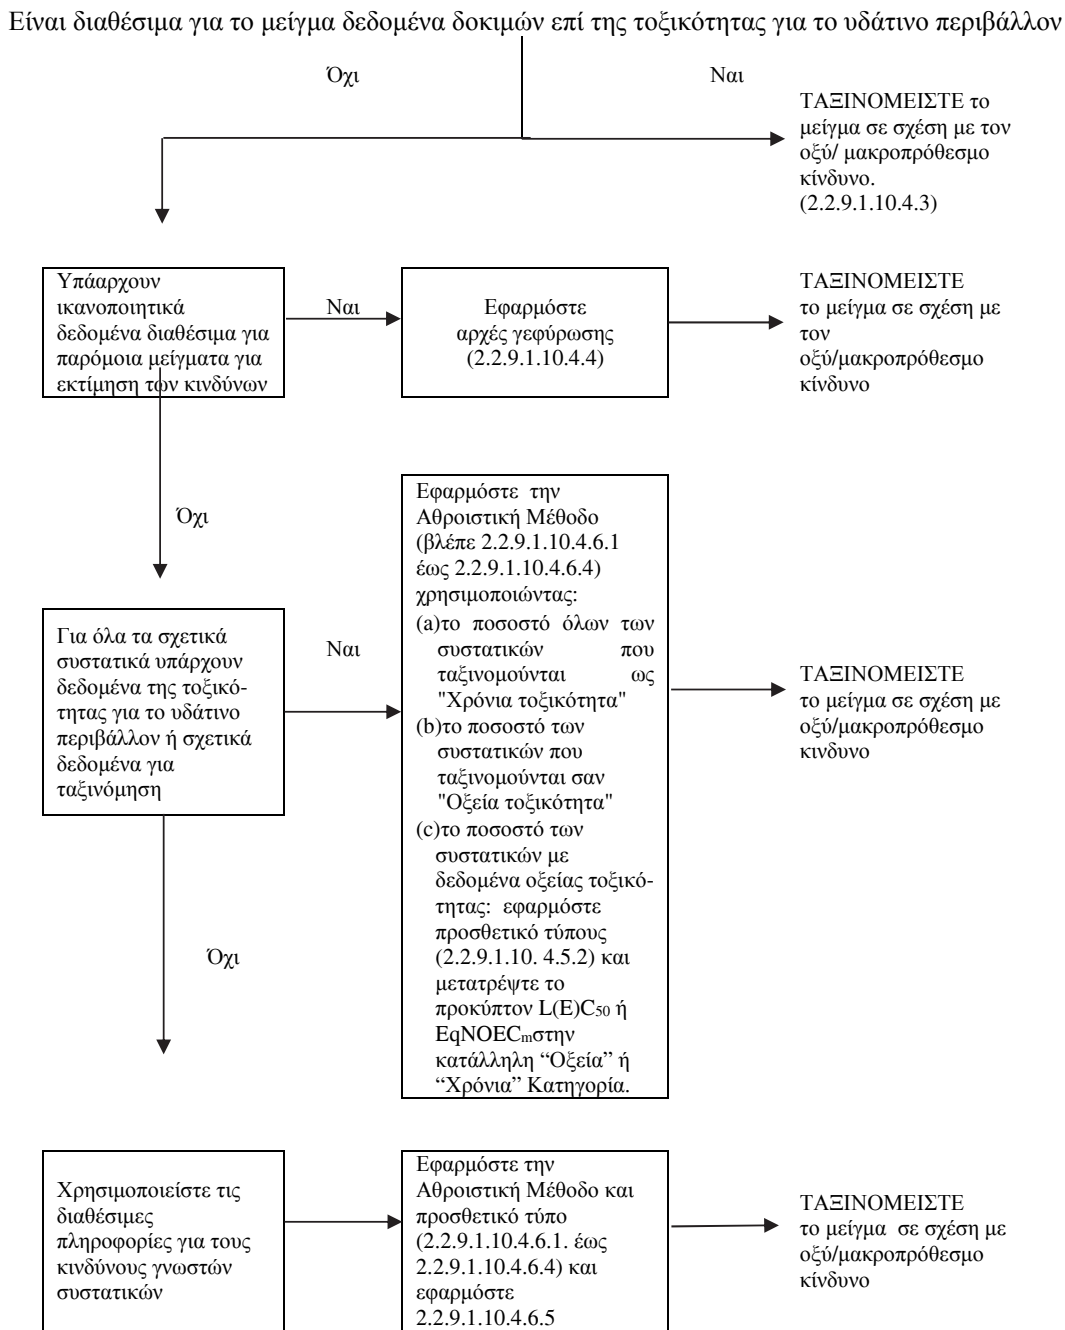 Είναι διαθέσιμα για το μείγμα δεδομένα δοκιμών επί της τοξικότητας για το υδάτινο περιβάλλον
Όχι
Ναι
ΤΑΞΙΝΟΜΕΙΣΤΕ το
μείγμα σε σχέση με τον
οξύ/ μακροπρόθεσμο
κίνδυνο.
(2.2.9.1.10.4.3)
Υπάαρχουν
ικανοποιητικά
δεδομένα διαθέσιμα για
παρόμοια μείγματα για
εκτίμηση των κινδύνων
Ναι
Εφαρμόστε
αρχές γεφύρωσης
(2.2.9.1.10.4.4)
ΤΑΞΙΝΟΜΕΙΣΤΕ
το μείγμα σε σχέση με
τον
οξύ/μακροπρόθεσμο
κίνδυνο
Όχι
Για όλα τα σχετικά
συστατικά υπάρχουν
δεδομένα της τοξικό-
τητας για το υδάτινο
περιβάλλον ή σχετικά
δεδομένα για
ταξινόμηση
Ναι
Εφαρμόστε την
Αθροιστική Μέθοδο
(βλέπε 2.2.9.1.10.4.6.1
έως 2.2.9.1.10.4.6.4)
χρησιμοποιώντας:
(a)το ποσοστό όλων των
συστατικών που
ταξινομούνται ως
"Χρόνια τοξικότητα"
(b)το ποσοστό των
συστατικών που
ταξινομούνται σαν
"Οξεία τοξικότητα"
(c)το ποσοστό των
συστατικών με
δεδομένα οξείας τοξικό-
τητας: εφαρμόστε
προσθετικό τύπους
(2.2.9.1.10. 4.5.2) και
μετατρέψτε το
προκύπτον L(E)C50 ή
EqNOECmστην
κατάλληλη “Οξεία” ή
“Χρόνια” Κατηγορία.
ΤΑΞΙΝΟΜΕΙΣΤΕ
το μείγμα σε σχέση με
οξύ/μακροπρόθεσμο
κινδυνο
Όχι
Χρησιμοποιείστε τις
διαθέσιμες
πληροφορίες για τους
κινδύνους γνωστών
συστατικών
Εφαρμόστε την
Αθροιστική Μέθοδο και
προσθετικό τύπο
(2.2.9.1.10.4.6.1. έως
2.2.9.1.10.4.6.4) και
εφαρμόστε
2.2.9.1.10.4.6.5
ΤΑΞΙΝΟΜΕΙΣΤΕ
το μείγμα σε σχέση με
οξύ/μακροπρόθεσμο
κίνδυνο